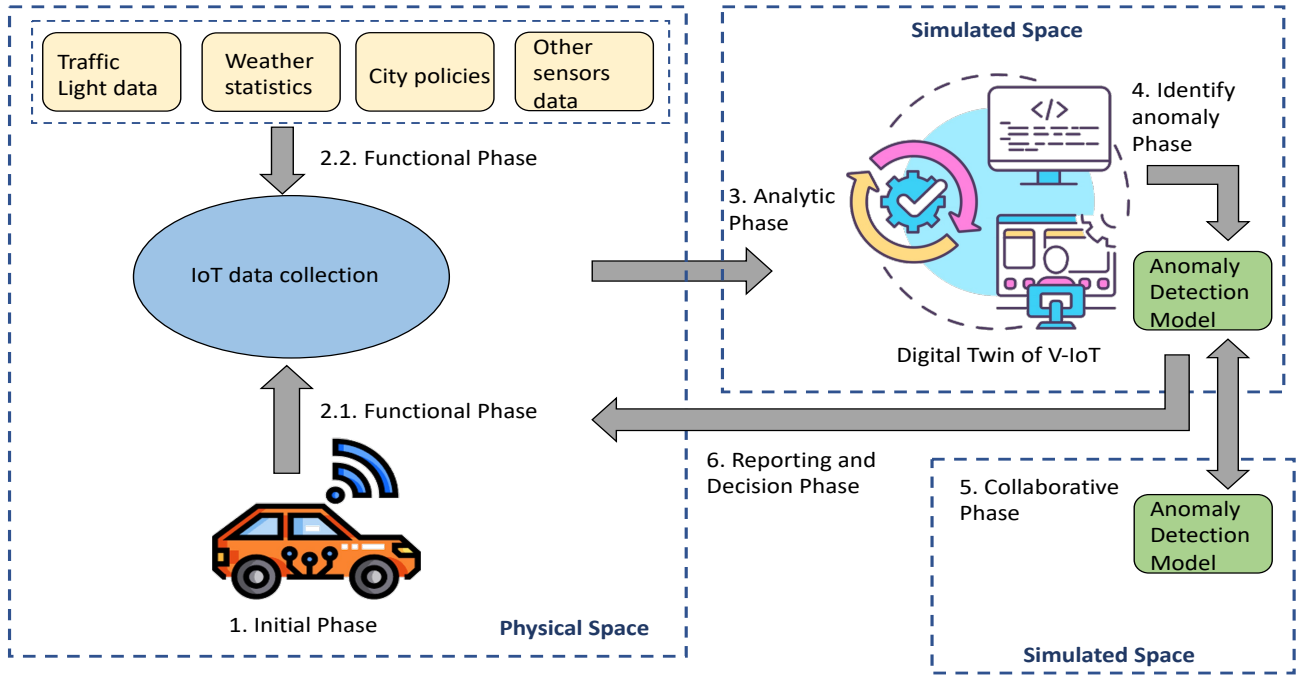 Traffic
Light data
Weather
statistics
City policies
Other
sensors
data
2.2. Functional Phase
IoT data collection
2.1. Functional Phase
1. Initial Phase
Physical Space
Simulated Space
3. Analytic
Phase
</>
4. Identify
anomaly
Phase
Anomaly
Detection
Model
Digital Twin of V-IoT
6. Reporting and
Decision Phase
5. Collaborative
Phase
Anomaly
Detection
Model
Simulated Space